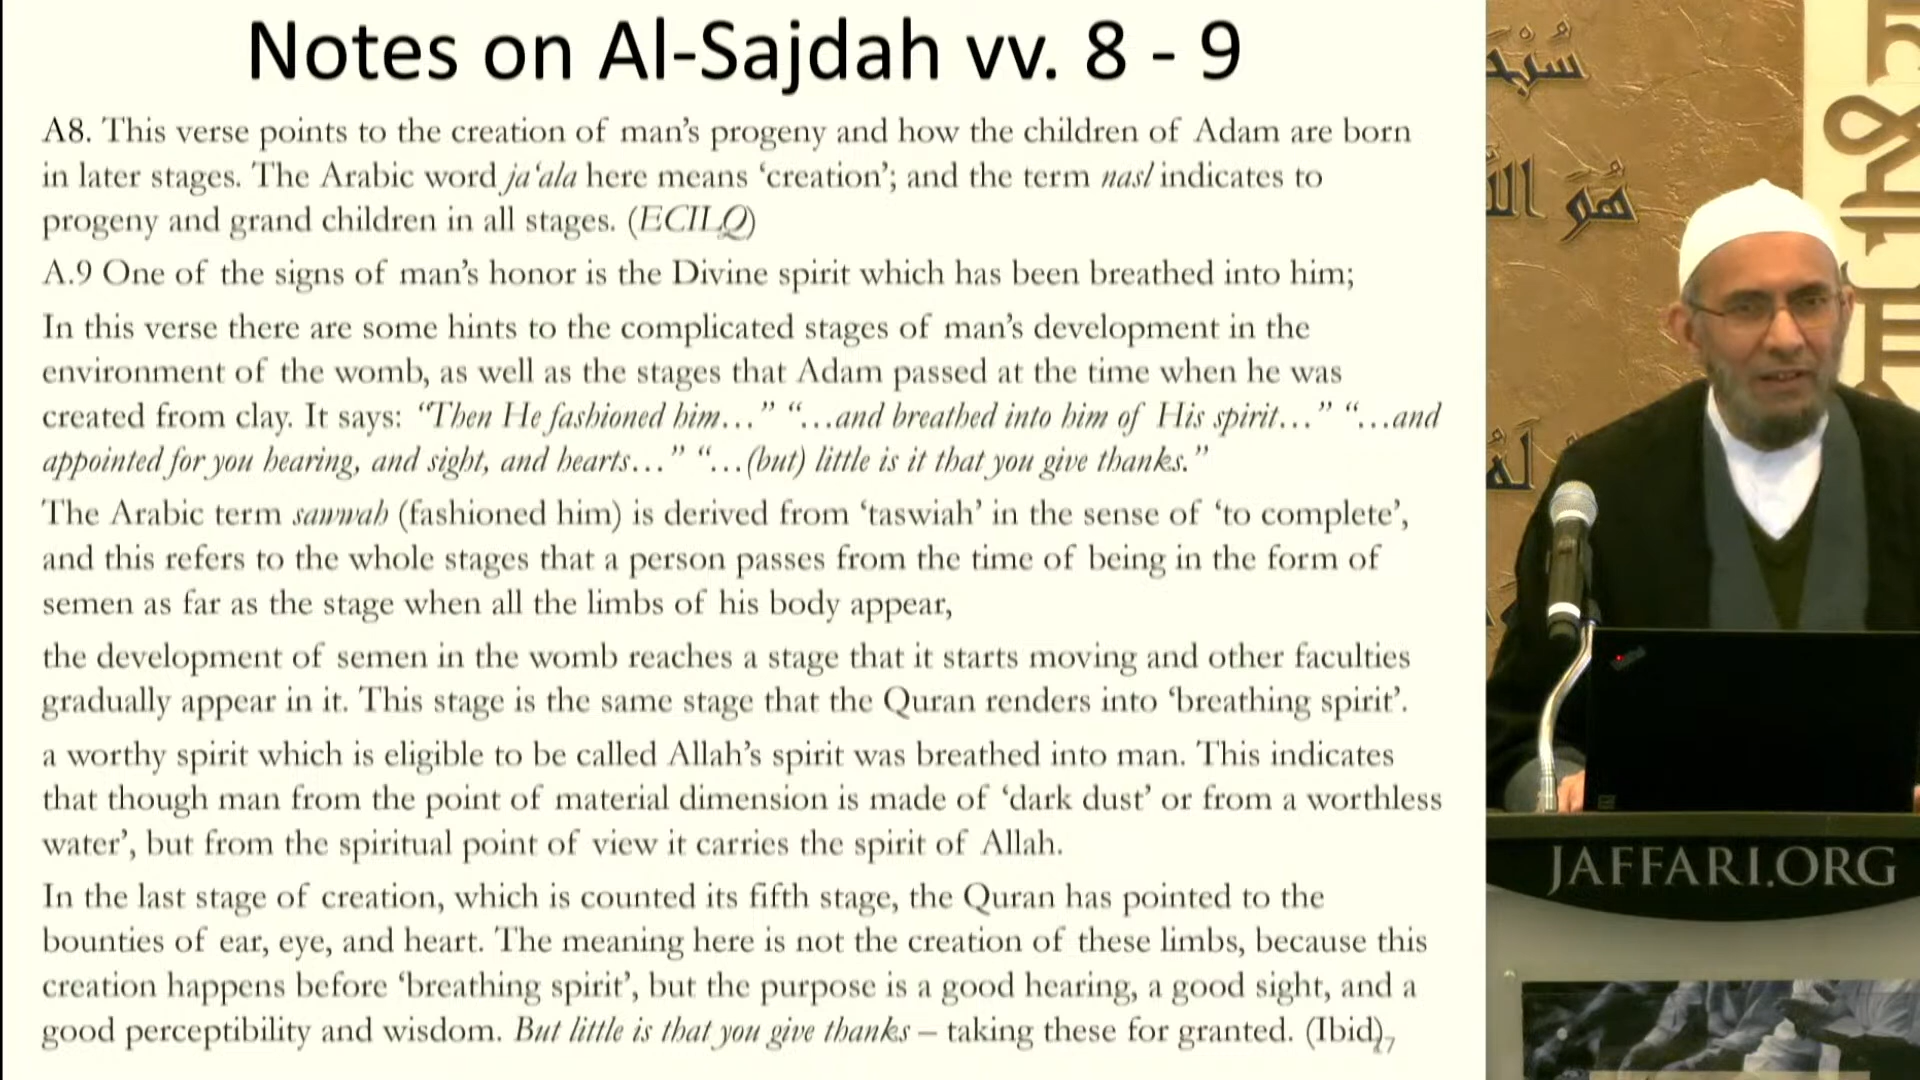 Notes on Al-Sajdah vv. 8 - 9
A8. This verse points to the creation of man’s progeny and how the children of Adam are born
in later stages. The Arabic word ja‘ala here means ‘creation’; and the term nasl indicates to
progeny and grand children in all stages. (ECILQ)
A.9 One of the signs of man’s honor is the Divine spirit which has been breathed into him;
In this verse there are some hints to the complicated stages of man’s development in the
environment of the womb, as well as the stages that Adam passed at the time when he was
created from clay. It says: “Then He fashioned him…” “…and breathed into him of His spirit…” “…and
appointed for you hearing, and sight, and hearts…” “…(but) little is it that you give thanks.”
The Arabic term sawwah (fashioned him) is derived from ‘taswiah’ in the sense of ‘to complete’,
and this refers to the whole stages that a person passes from the time of being in the form of
semen as far as the stage when all the limbs of his body appear,
the development of semen in the womb reaches a stage that it starts moving and other faculties
gradually appear in it. This stage is the same stage that the Quran renders into ‘breathing spirit’.
a worthy spirit which is eligible to be called Allah’s spirit was breathed into man. This indicates
that though man from the point of material dimension is made of ‘dark dust’ or from a worthless
water’, but from the spiritual point of view it carries the spirit of Allah.
In the last stage of creation, which is counted its fifth stage, the Quran has pointed to the
bounties of ear, eye, and heart. The meaning here is not the creation of these limbs, because this
creation happens before ‘breathing spirit’, but the purpose is a good hearing, a good sight, and a
good perceptibility and wisdom. But little is that you give thanks – taking these for granted. (Ibid)
هُوَ
JAFFARI.ORG